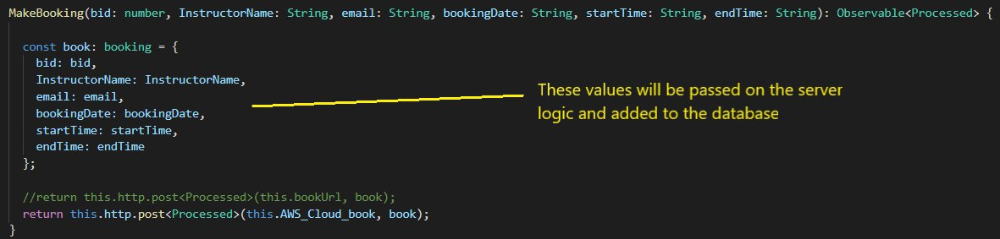 MakeBooking(bid: number, InstructorName: String, email: String, bookingDate: String, startTime: String, endTime: String): Observable<Processed> {
const book: booking = {
bid: bid,
InstructorName: InstructorName,
email: email,
bookingDate: bookingDate,
startTime: startTime,
endTime: endTime
};
These values will be passed on the server
logic and added to the database
//return this.http.post<Processed>(this.bookUrl, book);
return this.http.post<Processed>(this.AWS_Cloud_book, book);
}